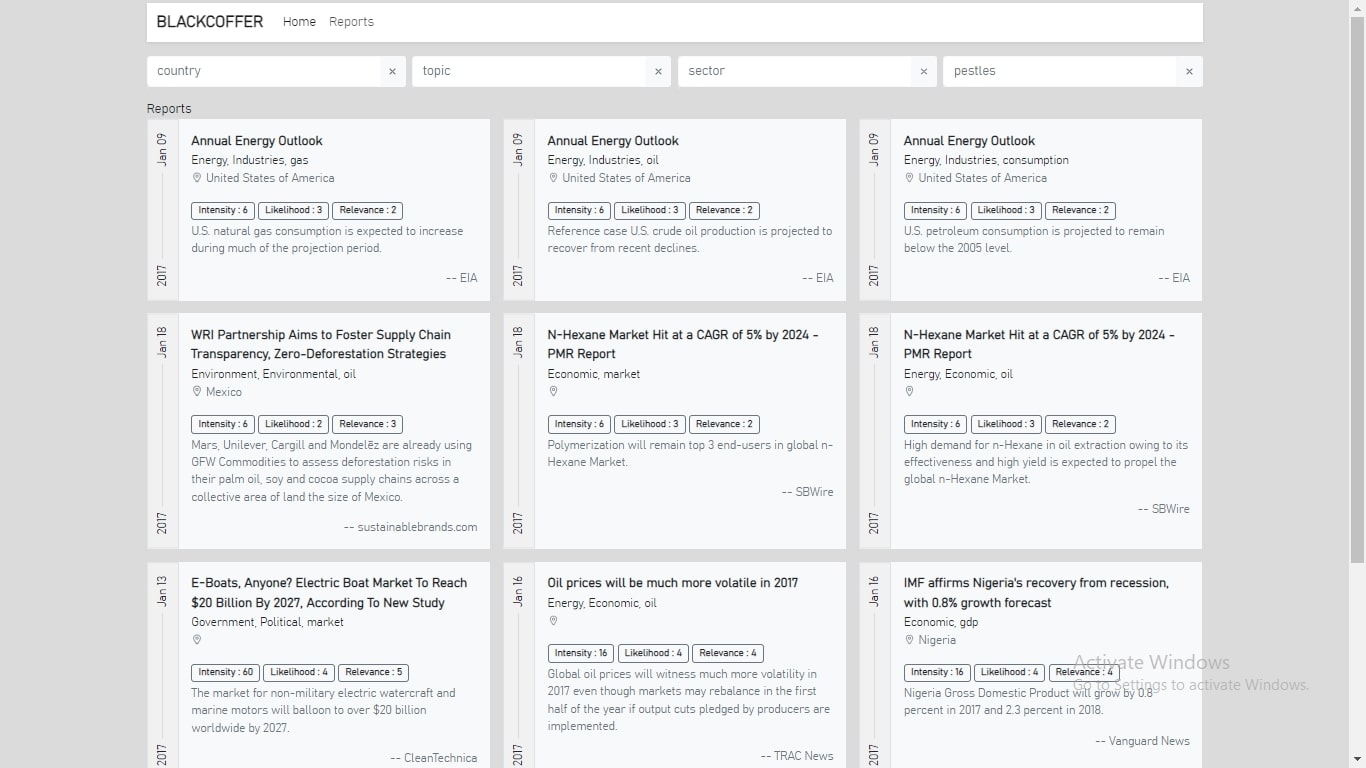 BLACKCOFFER Home Reports
country × topic × sector × pestles ×
Reports
Jan 09
2017
Annual Energy Outlook
Energy, Industries, gas
United States of America
Intensity : 6 Likelihood : 3 Relevance : 2
U.S. natural gas consumption is expected to increase
during much of the projection period.
-- EIA
Jan 09
2017
Annual Energy Outlook
Energy, Industries, oil
United States of America
Intensity : 6 Likelihood : 3 Relevance : 2
Reference case U.S. crude oil production is projected to
recover from recent declines.
-- EIA
Jan 09
2017
Annual Energy Outlook
Energy, Industries, consumption
United States of America
Intensity : 6 Likelihood : 3 Relevance : 2
U.S. petroleum consumption is projected to remain
below the 2005 level.
-- EIA
Jan 18
2017
WRI Partnership Aims to Foster Supply Chain
Transparency, Zero-Deforestation Strategies
Environment, Environmental, oil
Mexico
Intensity : 6 Likelihood : 2 Relevance : 3
Mars, Unilever, Cargill and Mondelēz are already using
GFW Commodities to assess deforestation risks in
their palm oil, soy and cocoa supply chains across a
collective area of land the size of Mexico.
-- sustainablebrands.com
Jan 18
2017
N-Hexane Market Hit at a CAGR of 5% by 2024 -
PMR Report
Economic, market
Intensity : 6 Likelihood : 3 Relevance : 2
Polymerization will remain top 3 end-users in global n-
Hexane Market.
-- SBWire
Jan 18
2017
N-Hexane Market Hit at a CAGR of 5% by 2024 -
PMR Report
Energy, Economic, oil
Intensity : 6 Likelihood : 3 Relevance : 2
High demand for n-Hexane in oil extraction owing to its
effectiveness and high yield is expected to propel the
global n-Hexane Market.
-- SBWire
Jan 13
2017
E-Boats, Anyone? Electric Boat Market To Reach
$20 Billion By 2027, According To New Study
Government, Political, market
Intensity : 60 Likelihood : 4 Relevance : 5
The market for non-military electric watercraft and
marine motors will balloon to over $20 billion
worldwide by 2027.
-- CleanTechnica
Jan 16
2017
Oil prices will be much more volatile in 2017
Energy, Economic, oil
Intensity : 16 Likelihood : 4 Relevance : 4
Global oil prices will witness much more volatility in
2017 even though markets may rebalance in the first
half of the year if output cuts pledged by producers are
implemented.
-- TRAC News
Jan 16
2017
IMF affirms Nigeria's recovery from recession,
with 0.8% growth forecast
Economic, gdp
Nigeria
Intensity : 16 Likelihood : 4 Relevance : 4
Nigeria Gross Domestic Product will grow by 0.8
percent in 2017 and 2.3 percent in 2018.
-- Vanguard News
Activate Windows
Go to Settings to activate Windows.